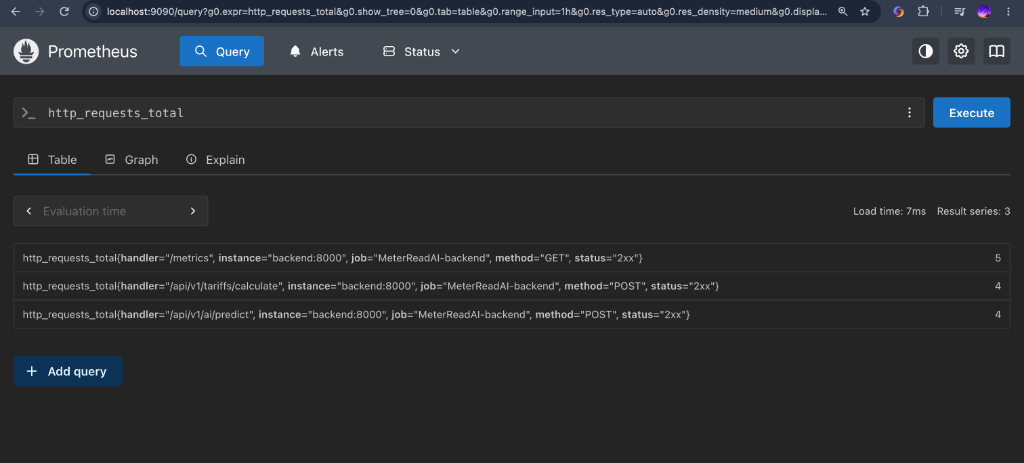 localhost:9090/query?g0.expr=http_requests_total&g0.show_tree=0&g0.tab=table&g0.range_input=1h&g0.res_type=auto&g0.res_density=medium&g0.displa...
Prometheus
Query
Alerts
Status
>_ http_requests_total
Execute
Table
Graph
Explain
Evaluation time
Load time: 7ms Result series: 3
http_requests_total{handler="/metrics", instance="backend:8000", job="MeterReadAI-backend", method="GET", status="2xx"} 5
http_requests_total{handler="/api/v1/tariffs/calculate", instance="backend:8000", job="MeterReadAI-backend", method="POST", status="2xx"} 4
http_requests_total{handler="/api/v1/ai/predict", instance="backend:8000", job="MeterReadAI-backend", method="POST", status="2xx"} 4
+ Add query